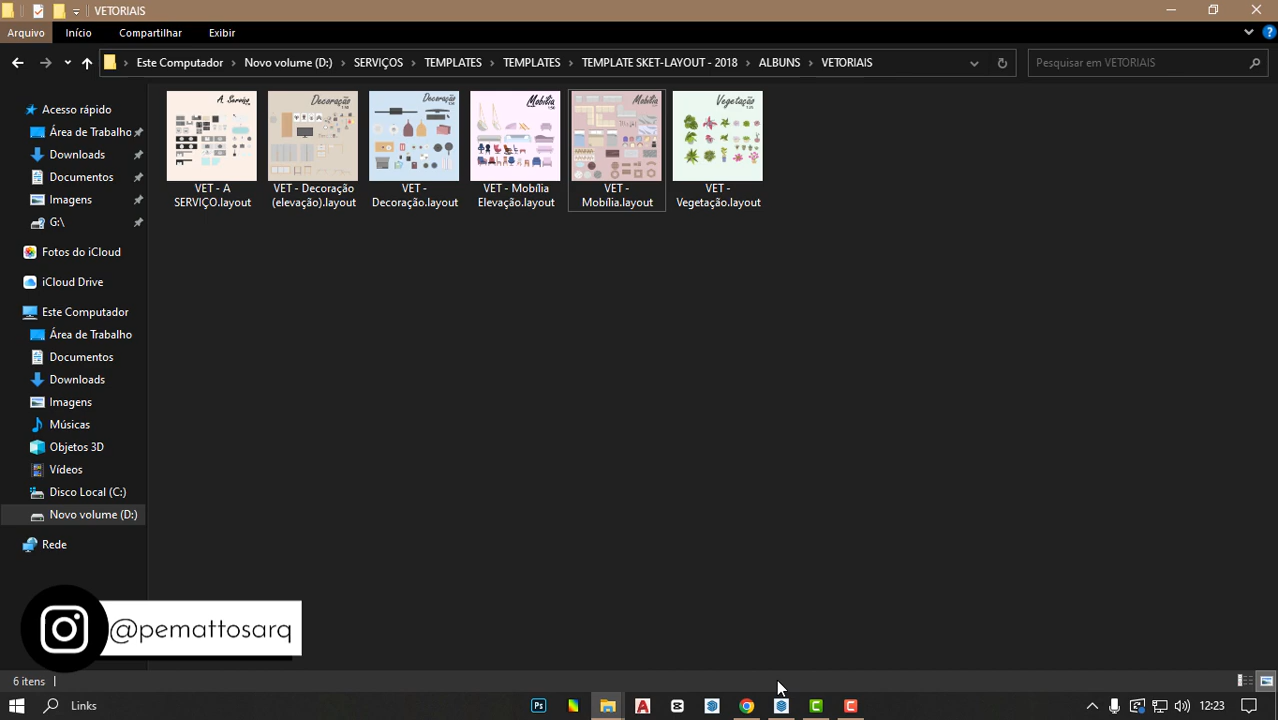 VETORIAIS
Arquivo Início Compartilhar Exibir
Este Computador Novo volume (D:) SERVIÇOS TEMPLATES TEMPLATES TEMPLATE SKET-LAYOUT - 2018 ALBUNS VETORIAIS
Pesquisar em VETORIAIS
Acesso rápido
Área de Trabalho
Downloads
Documentos
Imagens
G:\
Fotos do iCloud
iCloud Drive
Este Computador
Área de Trabalho
Documentos
Downloads
Imagens
Músicas
Objetos 3D
Vídeos
Disco Local (C:)
Novo volume (D:)
Rede
A. Serviço
Decoração
Decoração
Mobília
Mobília
Vegetação
VET - A SERVIÇO.layout
VET - Decoração (elevação).layout
VET - Decoração.layout
VET - Mobília Elevação.layout
VET - Mobília.layout
VET - Vegetação.layout
@pemattosarq
6 itens
Links
Ps
12:23